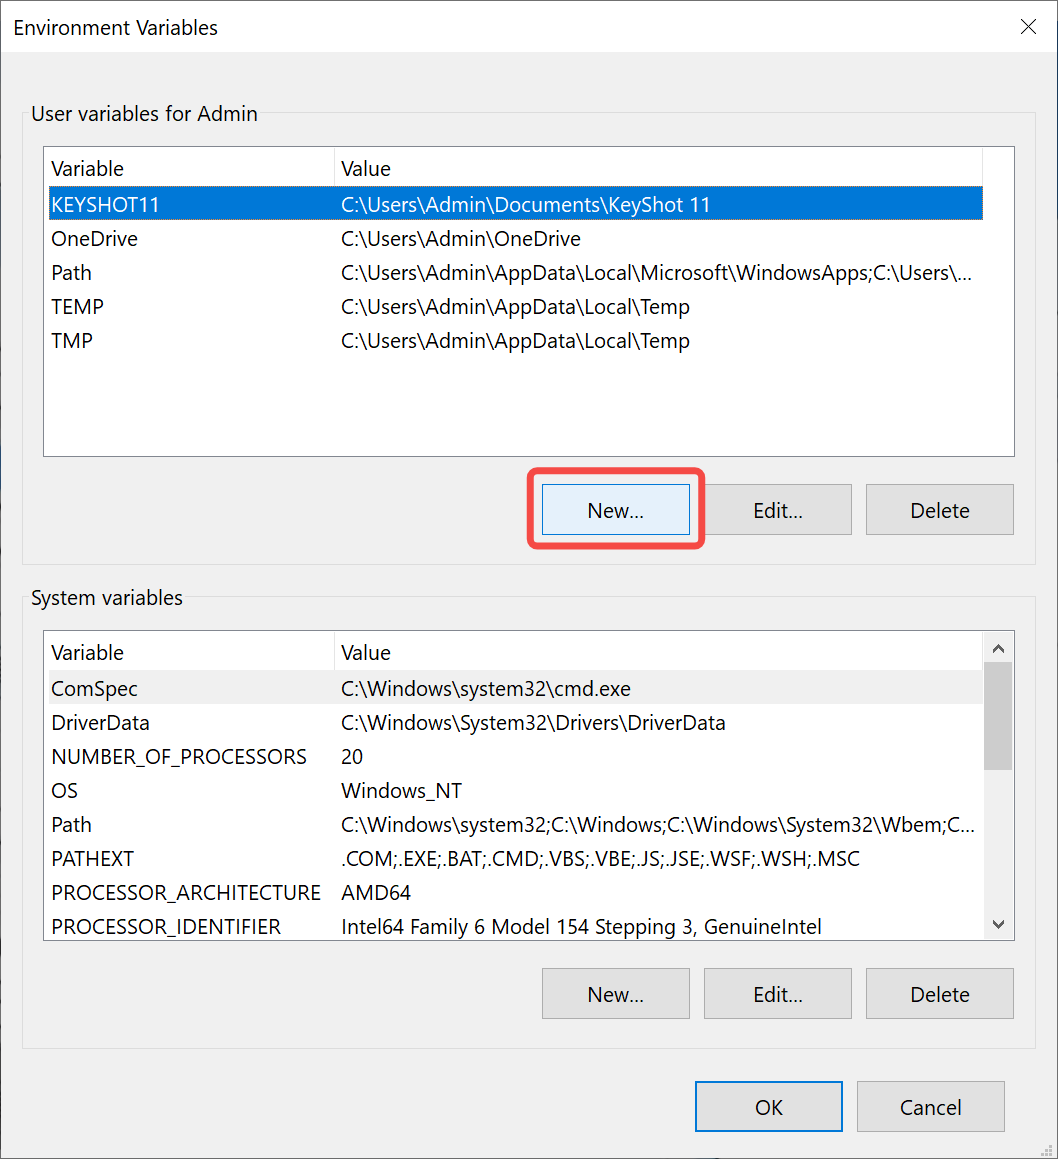 Environment Variables
User variables for Admin
Variable Value
KEYSHOT11 C:\Users\Admin\Documents\KeyShot 11
OneDrive C:\Users\Admin\OneDrive
Path C:\Users\Admin\AppData\Local\Microsoft\WindowsApps;C:\Users\...
TEMP C:\Users\Admin\AppData\Local\Temp
TMP C:\Users\Admin\AppData\Local\Temp
New... Edit... Delete
System variables
Variable Value
ComSpec C:\Windows\system32\cmd.exe
DriverData C:\Windows\System32\Drivers\DriverData
NUMBER_OF_PROCESSORS 20
OS Windows_NT
Path C:\Windows\system32;C:\Windows;C:\Windows\System32\Wbem;C...
PATHEXT .COM;.EXE;.BAT;.CMD;.VBS;.VBE;.JS;.JSE;.WSF;.WSH;.MSC
PROCESSOR_ARCHITECTURE AMD64
PROCESSOR_IDENTIFIER Intel64 Family 6 Model 154 Stepping 3, GenuineIntel
New... Edit... Delete
OK Cancel